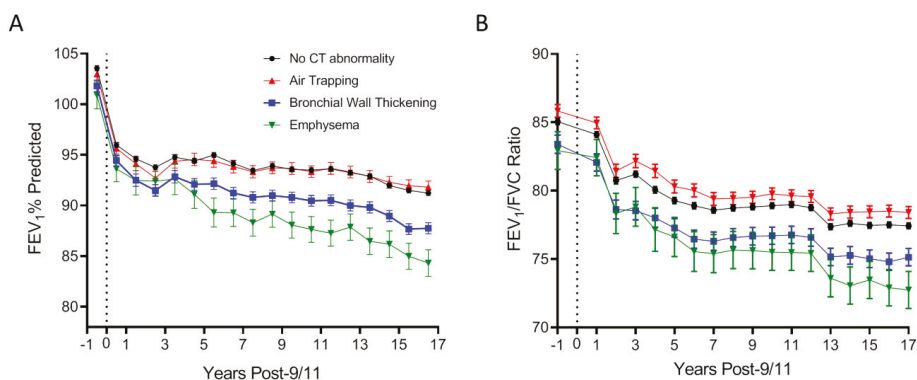 A
B
FEV₁% Predicted
105
100
95
90
85
80
No CT abnormality
Air Trapping
Bronchial Wall Thickening
Emphysema
-1 0 1 3 5 7 9 11 13 15 17
Years Post-9/11
FEV₁/FVC Ratio
90
85
80
75
70
-1 0 1 3 5 7 9 11 13 15 17
Years Post-9/11